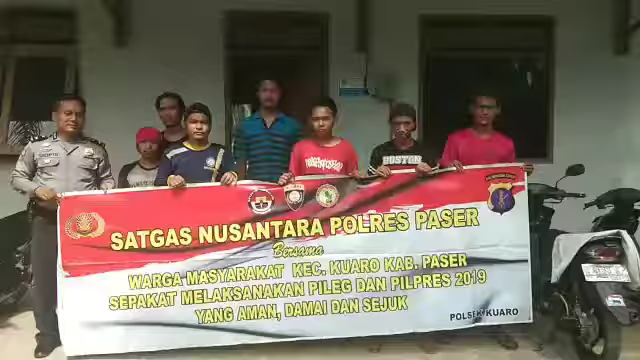 SATGAS NUSANTARA POLRES PASER
Bersama
WARGA MASYARAKAT KEC. KUARO KAB. PASER
SEPAKAT MELAKSANAKAN PILEG DAN PILPRES 2019
YANG AMAN, DAMAI DAN SEJUK
POLSEK KUARO
BOSTON